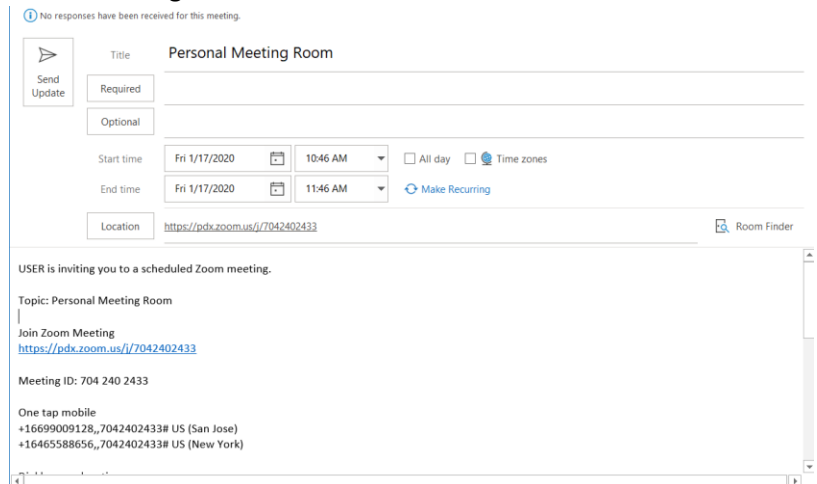 No responses have been received for this meeting.
Send Update
Title Personal Meeting Room
Required
Optional
Start time Fri 1/17/2020 10:46 AM All day Time zones
End time Fri 1/17/2020 11:46 AM Make Recurring
Location https://pdx.zoom.us/j/7042402433 Room Finder
USER is inviting you to a scheduled Zoom meeting.
Topic: Personal Meeting Room
Join Zoom Meeting
https://pdx.zoom.us/j/7042402433
Meeting ID: 704 240 2433
One tap mobile
+16699009128,,7042402433# US (San Jose)
+16465588656,,7042402433# US (New York)